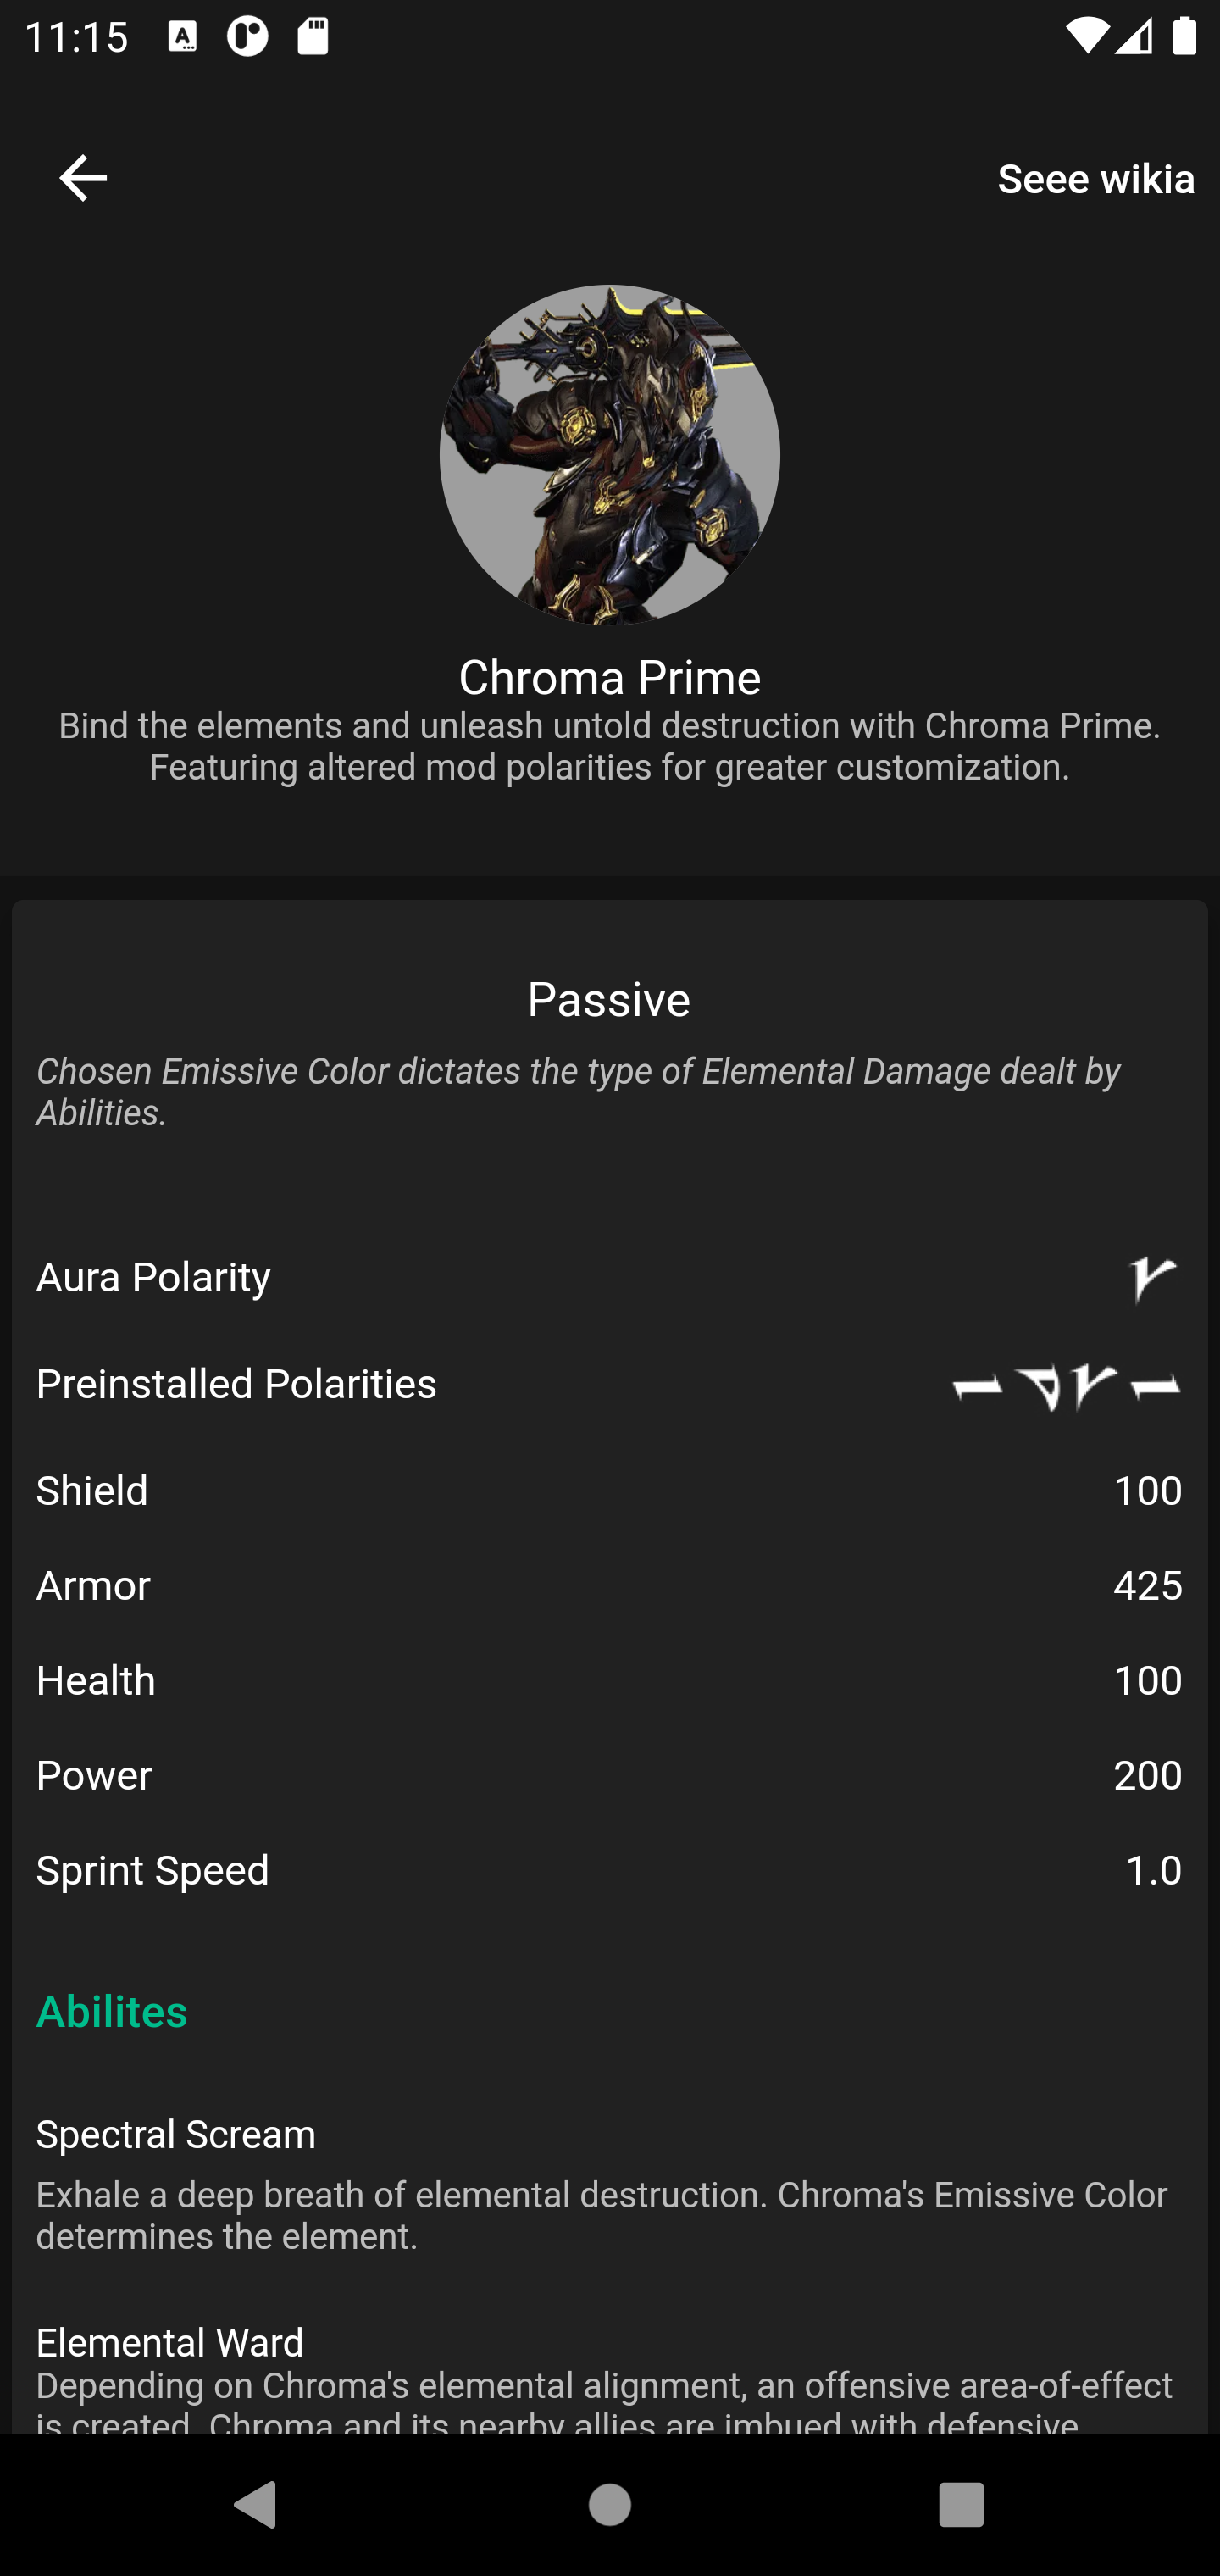 11:15
Seee wikia
Chroma Prime
Bind the elements and unleash untold destruction with Chroma Prime.
Featuring altered mod polarities for greater customization.
Passive
Chosen Emissive Color dictates the type of Elemental Damage dealt by
Abilities.
Aura Polarity
Preinstalled Polarities
Shield 100
Armor 425
Health 100
Power 200
Sprint Speed 1.0
Abilites
Spectral Scream
Exhale a deep breath of elemental destruction. Chroma's Emissive Color
determines the element.
Elemental Ward
Depending on Chroma's elemental alignment, an offensive area-of-effect
is created. Chroma and its nearby allies are imbued with defensive